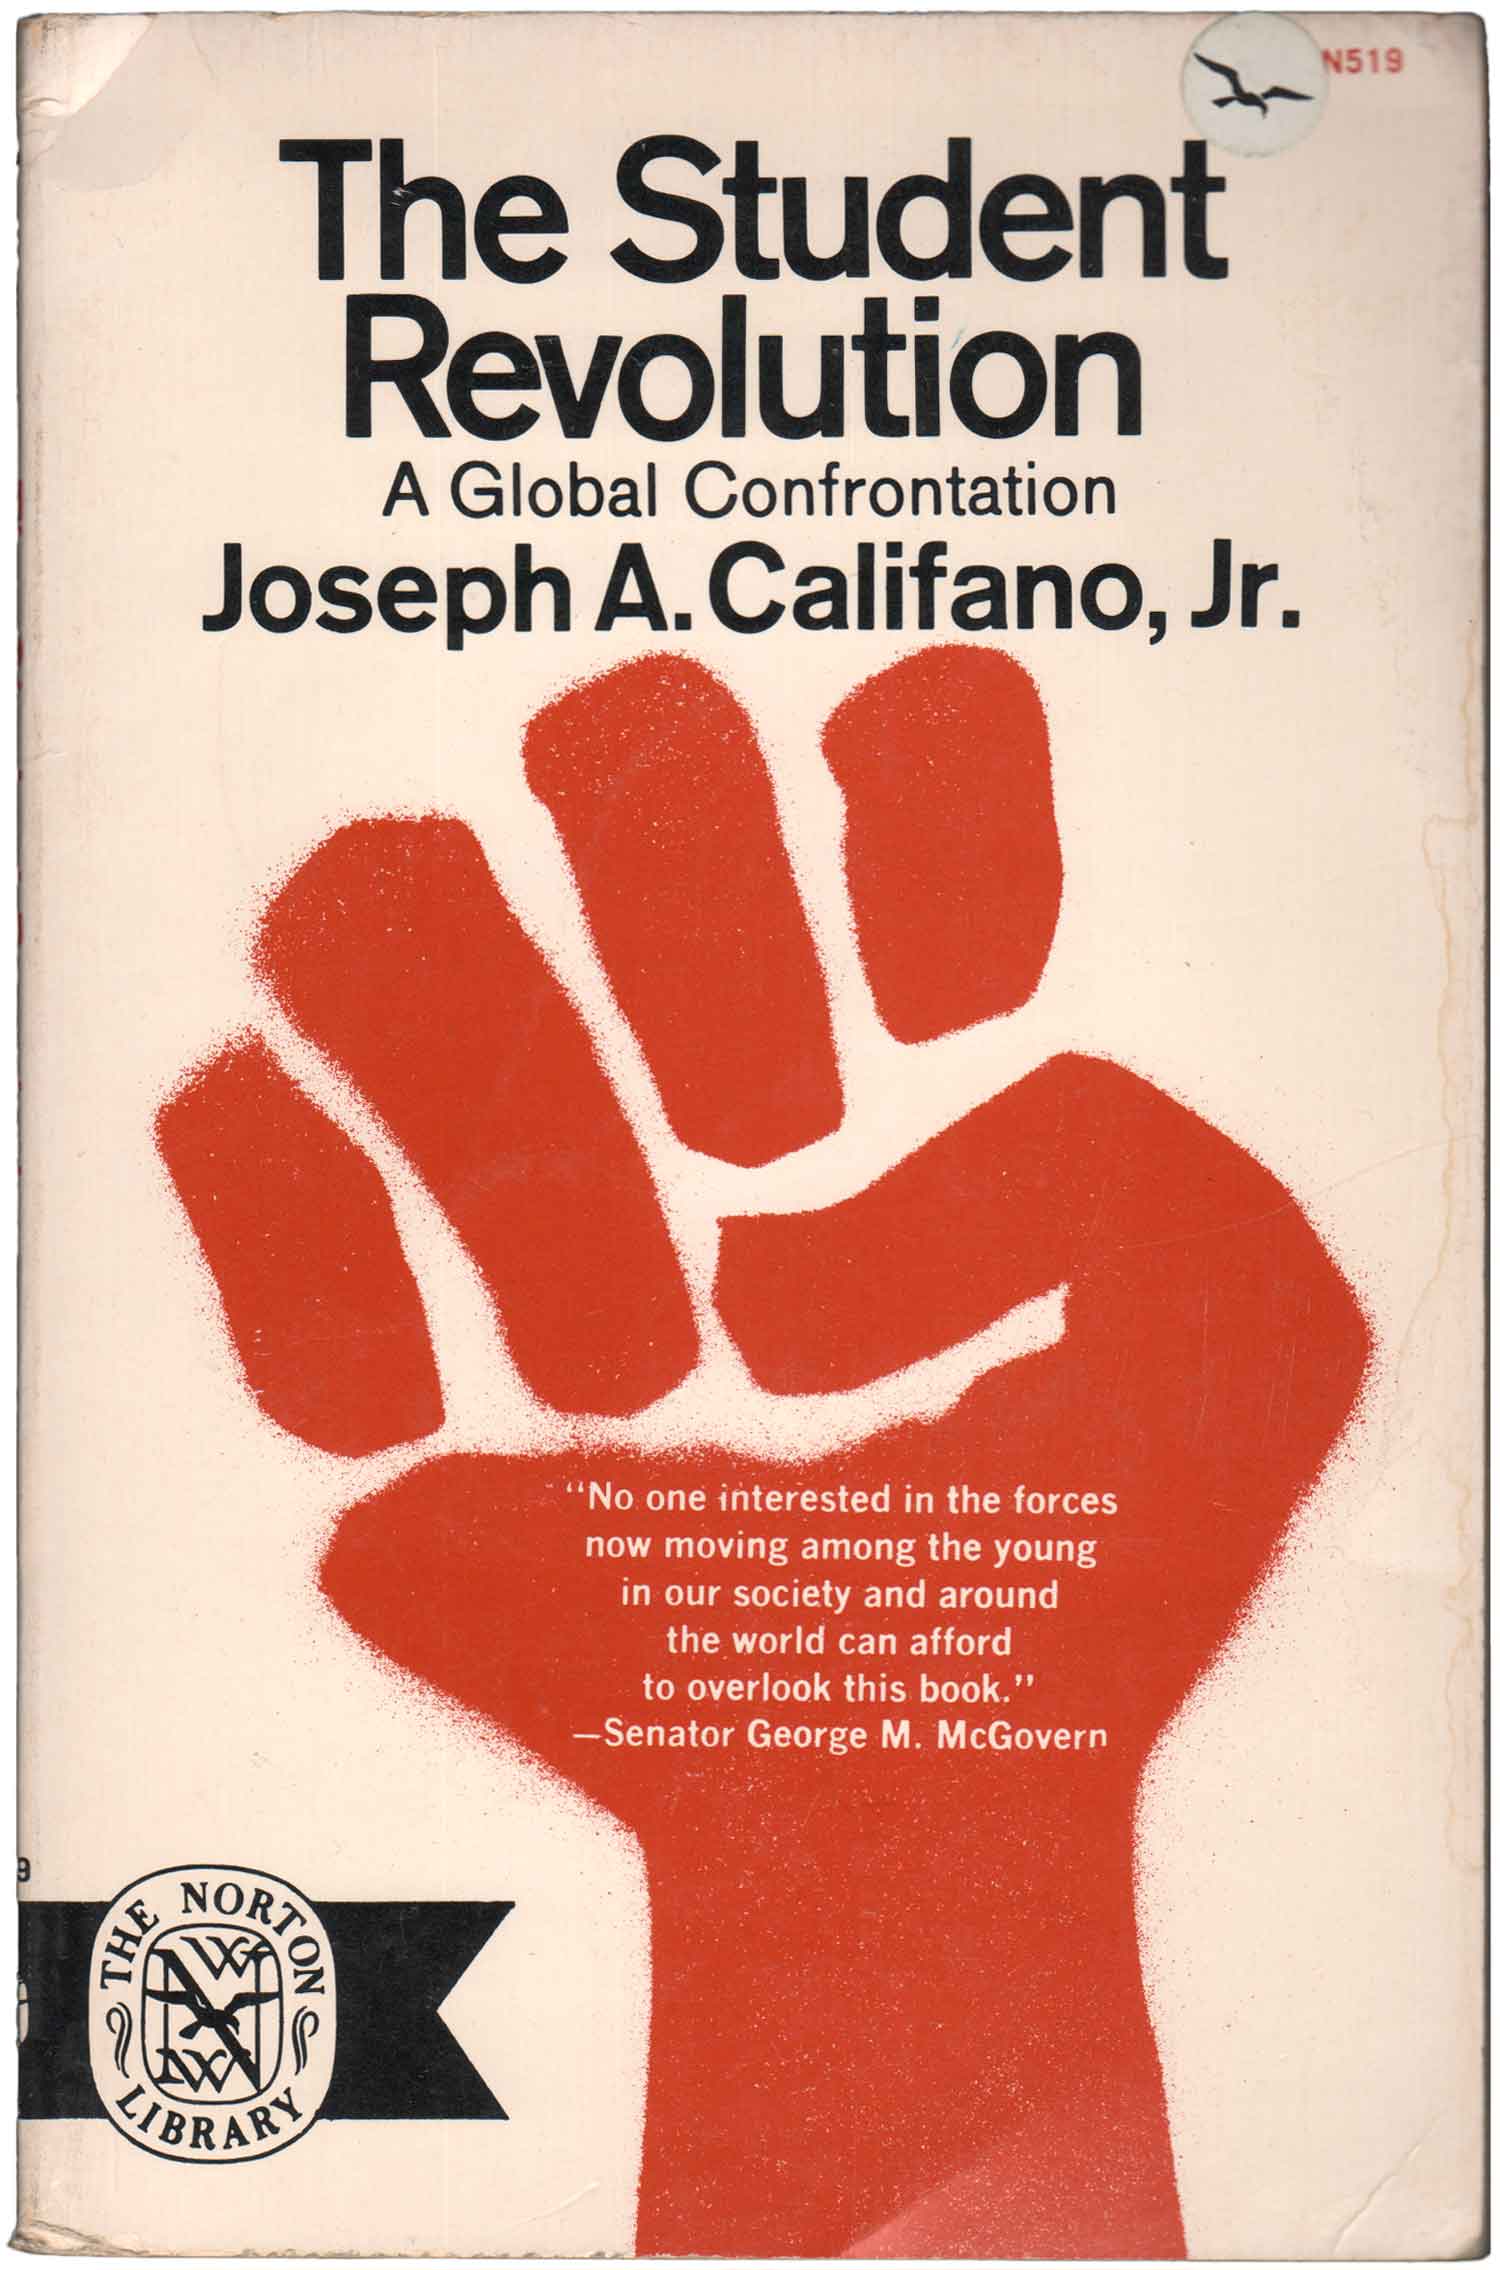 N519
The Student
Revolution
A Global Confrontation
Joseph A. Califano, Jr.
“No one interested in the forces
now moving among the young
in our society and around
the world can afford
to overlook this book.”
—Senator George M. McGovern
9
THE NORTON
WW
N
LIBRARY